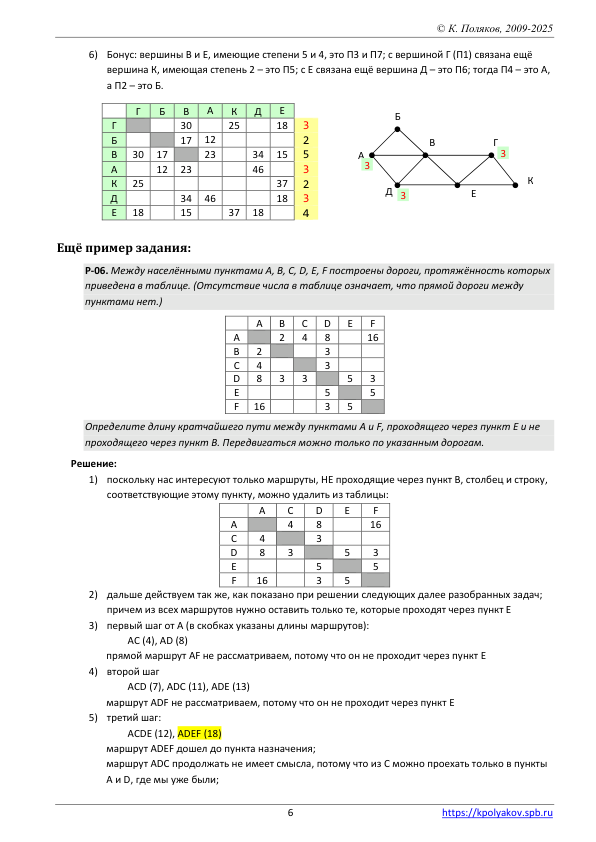 © К. Поляков, 2009-2025
6) Бонус: вершины В и Е, имеющие степени 5 и 4, это П3 и П7; с вершиной Г (П1) связана ещё
вершина К, имеющая степень 2 – это П5; с Е связана ещё вершина Д – это П6; тогда П4 – это А,
а П2 – это Б.
Г Б В А К Д Е
Г 30 25 18 3
Б 17 12 2
В 30 17 23 34 15 5
А 12 23 46 3
К 25 37 2
Д 34 46 18 3
Е 18 15 37 18 4
Б
В
Г 3
А
3
К
Д 3
Е
Ещё пример задания:
Р-06. Между населёнными пунктами A, B, C, D, E, F построены дороги, протяжённость которых
приведена в таблице. (Отсутствие числа в таблице означает, что прямой дороги между
пунктами нет.)
A B C D E F
A 2 4 8 16
B 2 3
C 4 3
D 8 3 3 5 3
E 5 5
F 16 3 5
Определите длину кратчайшего пути между пунктами A и F, проходящего через пункт E и не
проходящего через пункт B. Передвигаться можно только по указанным дорогам.
Решение:
1) поскольку нас интересуют только маршруты, НЕ проходящие через пункт B, столбец и строку,
соответствующие этому пункту, можно удалить из таблицы:
A C D E F
A 4 8 16
C 4 3
D 8 3 5 3
E 5 5
F 16 3 5
2) дальше действуем так же, как показано при решении следующих далее разобранных задач;
причем из всех маршрутов нужно оставить только те, которые проходят через пункт E
3) первый шаг от A (в скобках указаны длины маршрутов):
AC (4), AD (8)
прямой маршрут AF не рассматриваем, потому что он не проходит через пункт E
4) второй шаг
ACD (7), ADC (11), ADE (13)
маршрут ADF не рассматриваем, потому что он не проходит через пункт E
5) третий шаг:
ACDE (12), ADEF (18)
маршрут ADEF дошел до пункта назначения;
маршрут ADC продолжать не имеет смысла, потому что из C можно проехать только в пункты
A и D, где мы уже были;
6 https://kpolyakov.spb.ru